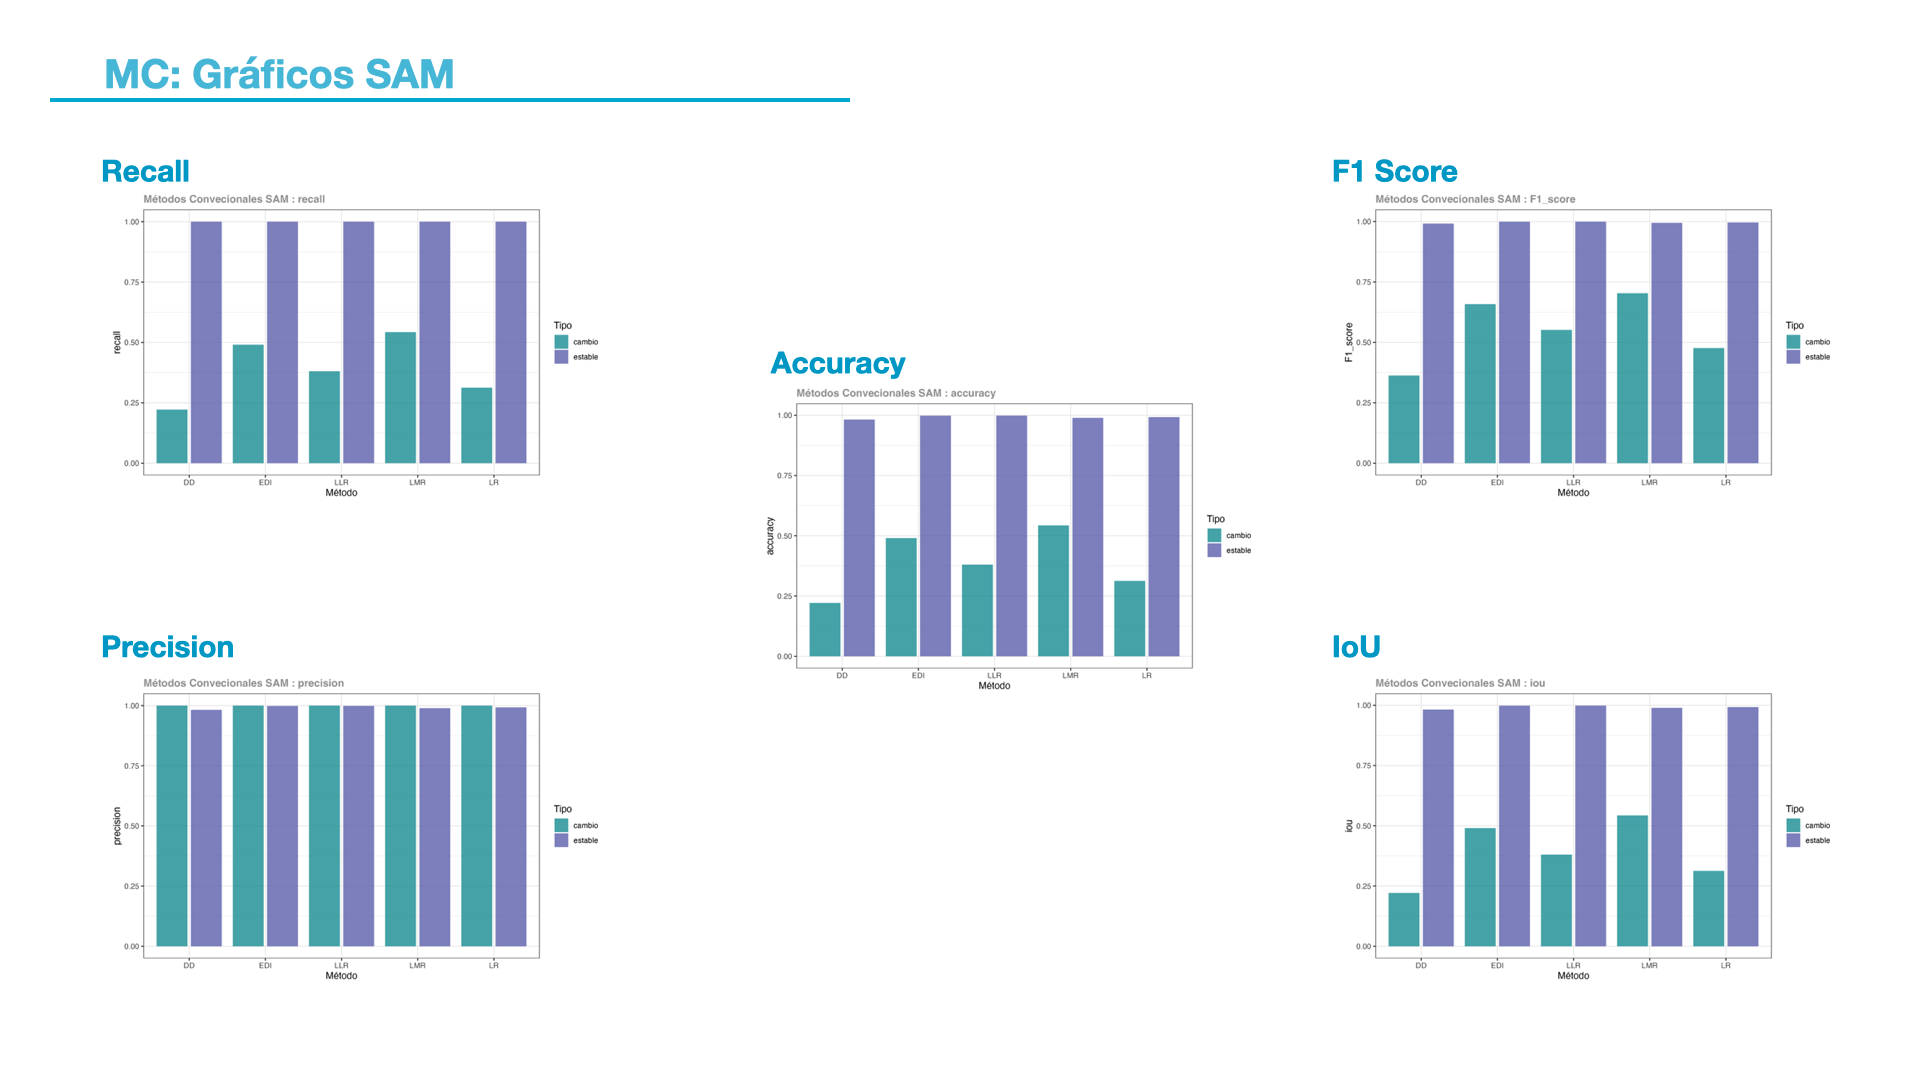 MC: Gráficos SAM
Recall
Métodos Convecionales SAM : recall
1.00
0.75
0.50
0.25
0.00
recall
DD EDI LLR LMR LR
Método
Tipo
cambio
estable
Precision
Métodos Convecionales SAM : precision
1.00
0.75
0.50
0.25
0.00
precision
DD EDI LLR LMR LR
Método
Tipo
cambio
estable
Accuracy
Métodos Convecionales SAM : accuracy
1.00
0.75
0.50
0.25
0.00
accuracy
DD EDI LLR LMR LR
Método
Tipo
cambio
estable
F1 Score
Métodos Convecionales SAM : F1_score
1.00
0.75
0.50
0.25
0.00
F1_score
DD EDI LLR LMR LR
Método
Tipo
cambio
estable
IoU
Métodos Convecionales SAM : iou
1.00
0.75
0.50
0.25
0.00
iou
DD EDI LLR LMR LR
Método
Tipo
cambio
estable